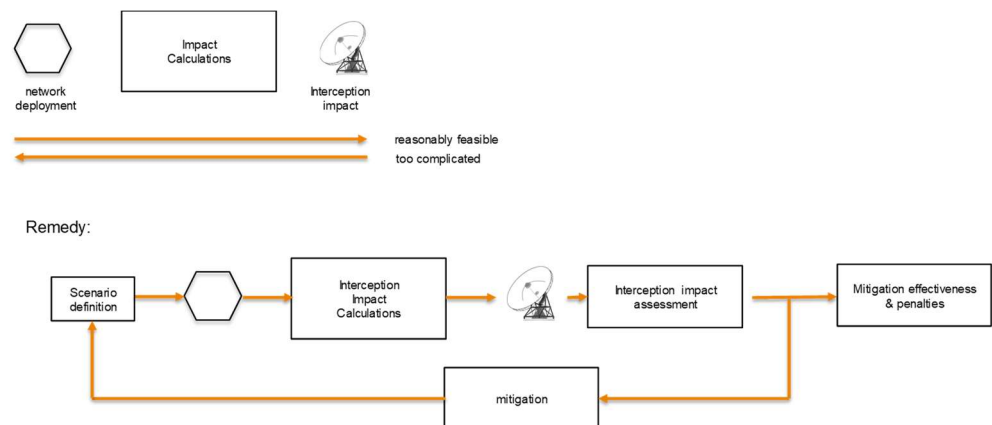 Impact
Calculations
network
deployment
Interception
impact
reasonably feasible
too complicated
Remedy:
Scenario
definition
Interception
Impact
Calculations
Interception impact
assessment
Mitigation effectiveness
& penalties
mitigation